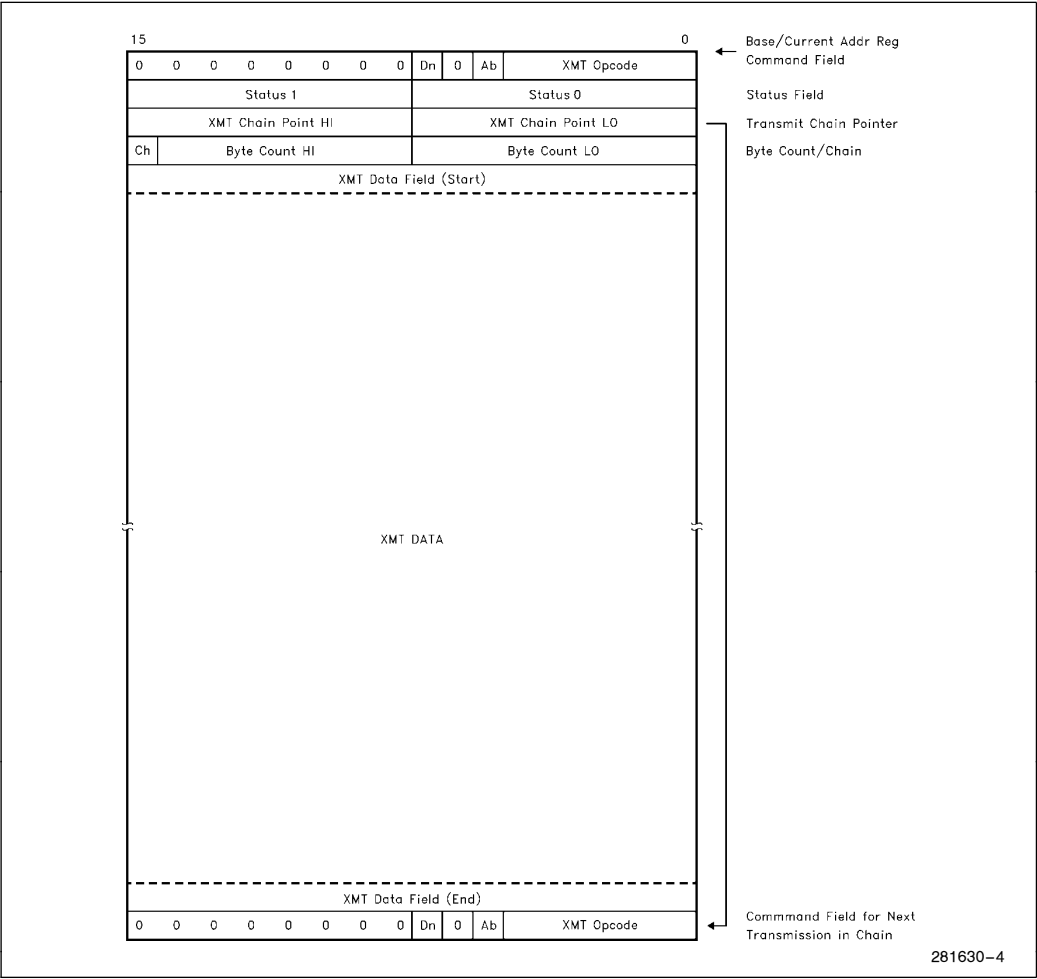 15 0 Base/Current Addr Reg
0 0 0 0 0 0 0 0 Dn 0 Ab XMT Opcode Command Field
Status 1 Status 0 Status Field
XMT Chain Point HI XMT Chain Point LO Transmit Chain Pointer
Ch Byte Count HI Byte Count LO Byte Count/Chain
XMT Data Field (Start)
XMT DATA
XMT Data Field (End)
0 0 0 0 0 0 0 0 Dn 0 Ab XMT Opcode Commmand Field for Next
Transmission in Chain
281630-4